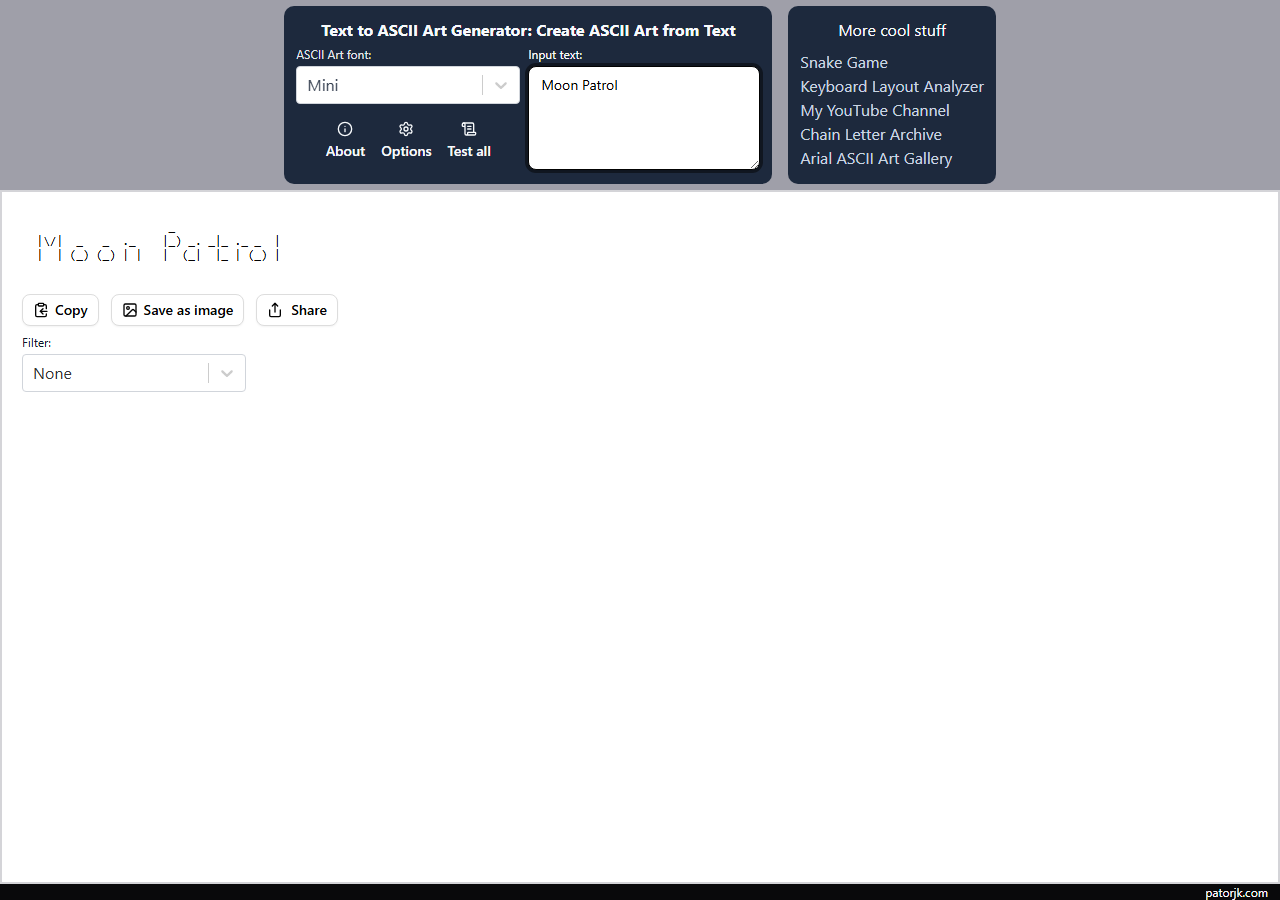 Text to ASCII Art Generator: Create ASCII Art from Text
ASCII Art font:
Mini
About
Options
Test all
Input text:
Moon Patrol
More cool stuff
Snake Game
Keyboard Layout Analyzer
My YouTube Channel
Chain Letter Archive
Arial ASCII Art Gallery
Moon Patrol
Copy
Save as image
Share
Filter:
None
patorjk.com